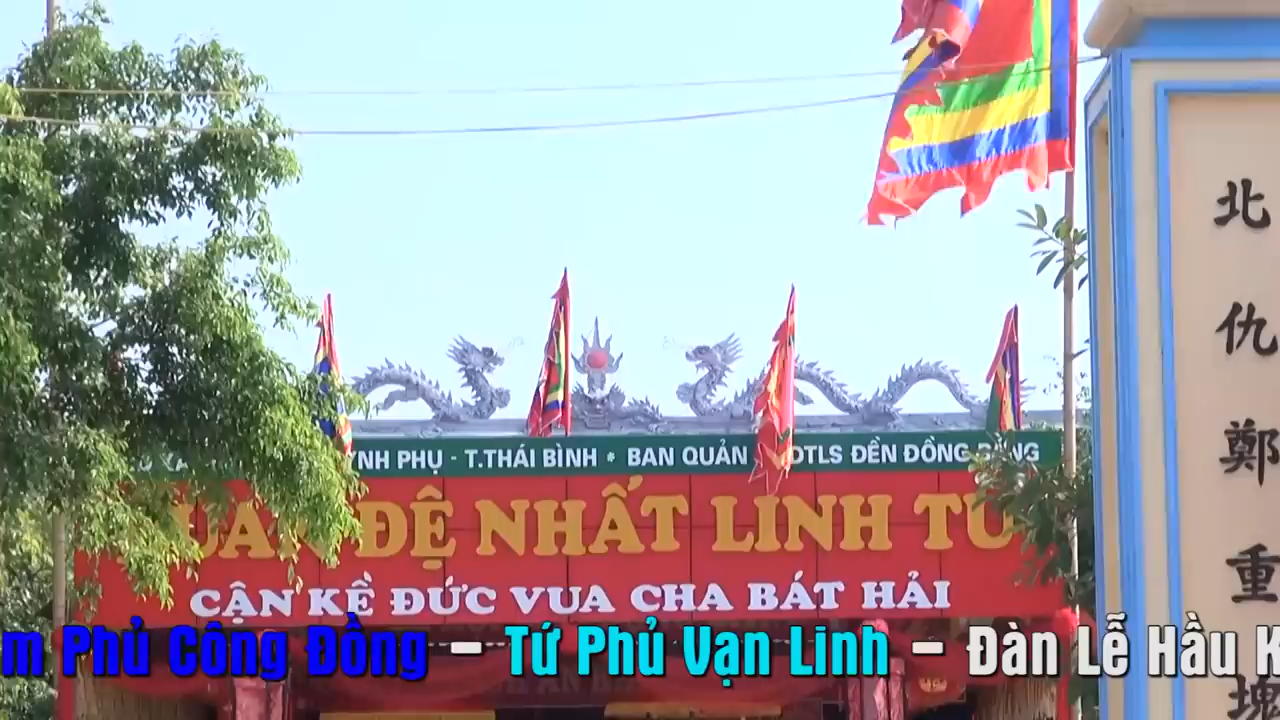 YNH PHỤ - T.THÁI BÌNH * BAN QUẢN DTLS ĐỀN ĐỒNG BẰNG
ĐỆ NHẤT LINH TỪ
CẬN KỀ ĐỨC VUA CHA BÁT HẢI
m Phủ Công Đồng - Tứ Phủ Vạn Linh - Đàn Lễ Hầu K
北
仇
鄭
重
塊